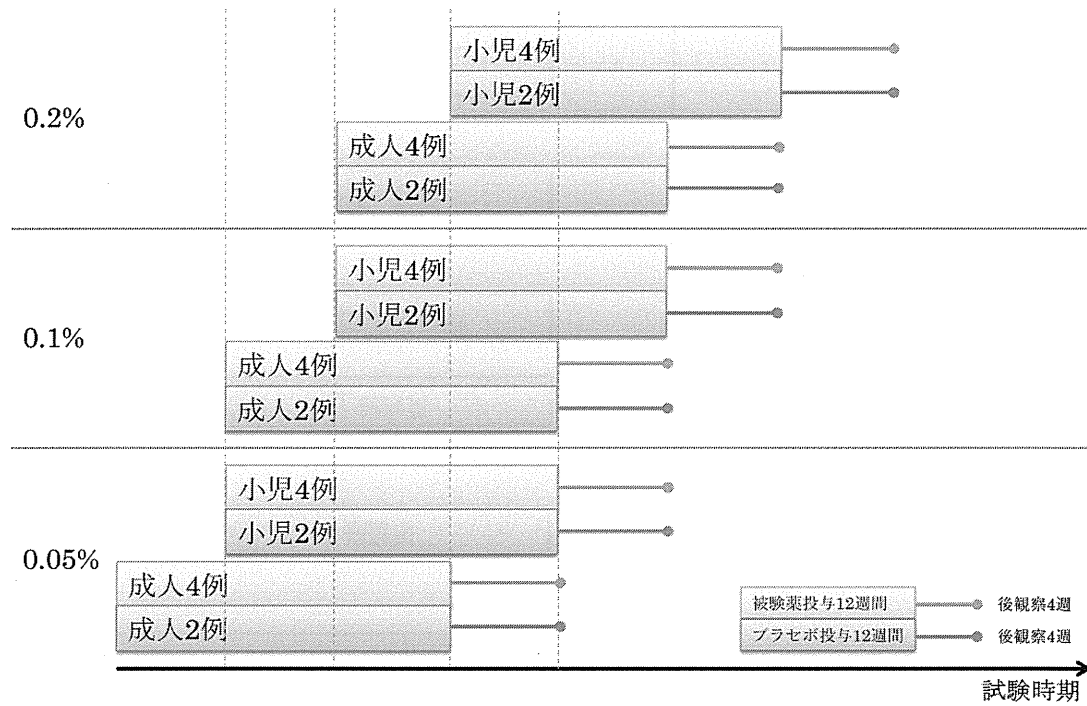 小児4例
小児2例
0.2%
成人4例
成人2例
小児4例
小児2例
0.1%
成人4例
成人2例
小児4例
小児2例
0.05%
成人4例
成人2例
被験薬投与12週間 後観察4週
プラセボ投与12週間 後観察4週
試験時期